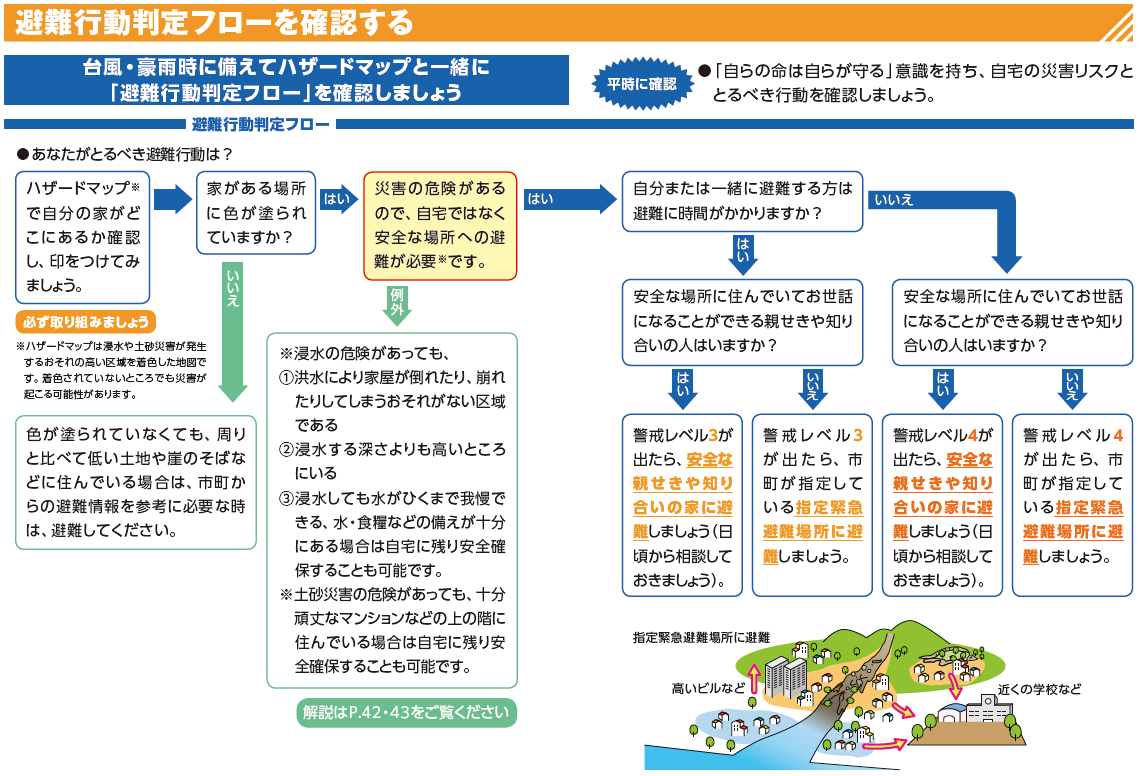 避難行動判定フローを確認する
台風・豪雨時に備えてハザードマップと一緒に
「避難行動判定フロー」を確認しましょう
平時に確認
●「自らの命は自らが守る」意識を持ち、自宅の災害リスクと
とるべき行動を確認しましょう。
避難行動判定フロー
●あなたがとるべき避難行動は？
ハザードマップ※
で自分の家がど
こにあるか確認
し、印をつけてみ
ましょう。
必ず取り組みましょう
※ハザードマップは浸水や土砂災害が発生
するおそれの高い区域を着色した地図で
す。着色されていないところでも災害が
起こる可能性があります。
家がある場所
に色が塗られ
ていますか？
はい
いいえ
色が塗られていなくても、周り
と比べて低い土地や崖のそばな
どに住んでいる場合は、市町か
らの避難情報を参考に必要な時
は、避難してください。
災害の危険がある
ので、自宅ではなく
安全な場所への避
難が必要※です。
はい
例外
※浸水の危険があっても、
①洪水により家屋が倒れたり、崩れ
たりしてしまうおそれがない区域
である
②浸水する深さよりも高いところ
にいる
③浸水しても水がひくまで我慢で
きる、水・食糧などの備えが十分
にある場合は自宅に残り安全確
保することも可能です。
※土砂災害の危険があっても、十分
頑丈なマンションなどの上の階に
住んでいる場合は自宅に残り安
全確保することも可能です。
解説はP.42・43をご覧ください
自分または一緒に避難する方は
避難に時間がかかりますか？
はい
いいえ
安全な場所に住んでいてお世話
になることができる親せきや知り
合いの人はいますか？
はい
いいえ
安全な場所に住んでいてお世話
になることができる親せきや知り
合いの人はいますか？
はい
いいえ
警戒レベル3が
出たら、安全な
親せきや知り
合いの家に避
難しましょう（日
頃から相談して
おきましょう）。
警戒レベル3
が出たら、市
町が指定して
いる指定緊急
避難場所に避
難しましょう。
警戒レベル4が
出たら、安全な
親せきや知り
合いの家に避
難しましょう（日
頃から相談して
おきましょう）。
警戒レベル4
が出たら、市
町が指定して
いる指定緊急
避難場所に避
難しましょう。
指定緊急避難場所に避難
高いビルなど
近くの学校など